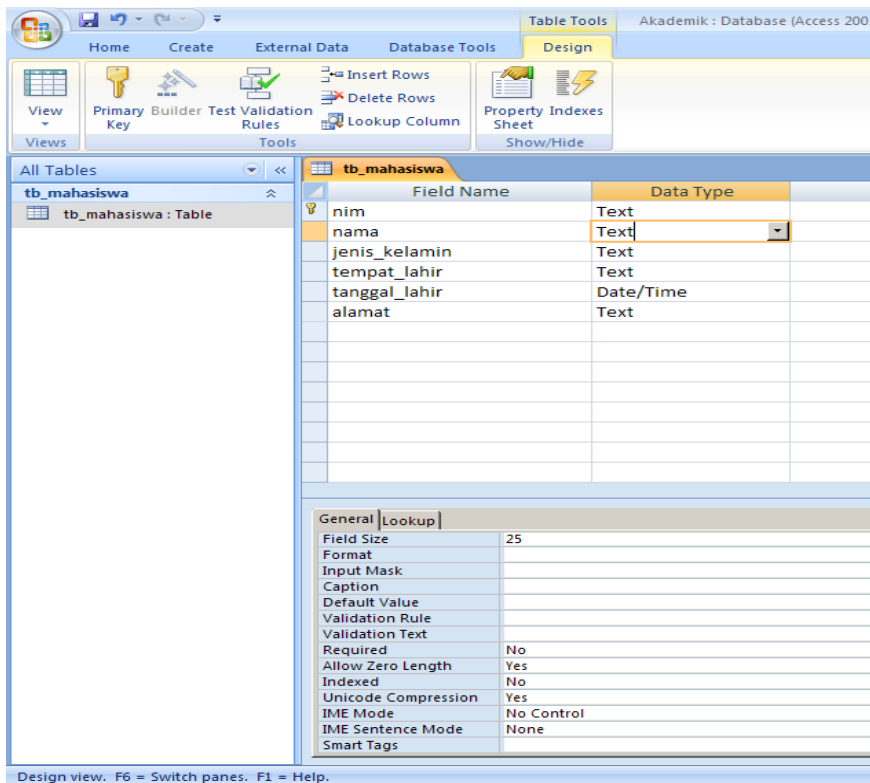 Table Tools Akademik : Database (Access 200
Home Create External Data Database Tools Design
View
Primary Key
Builder
Test Validation Rules
Insert Rows
Delete Rows
Lookup Column
Property Sheet
Indexes
Views Tools Show/Hide
All Tables
tb_mahasiswa
tb_mahasiswa : Table
tb_mahasiswa
Field Name Data Type
nim Text
nama Text
jenis_kelamin Text
tempat_lahir Text
tanggal_lahir Date/Time
alamat Text
General Lookup
Field Size 25
Format
Input Mask
Caption
Default Value
Validation Rule
Validation Text
Required No
Allow Zero Length Yes
Indexed No
Unicode Compression Yes
IME Mode No Control
IME Sentence Mode None
Smart Tags
Design view. F6 = Switch panes. F1 = Help.